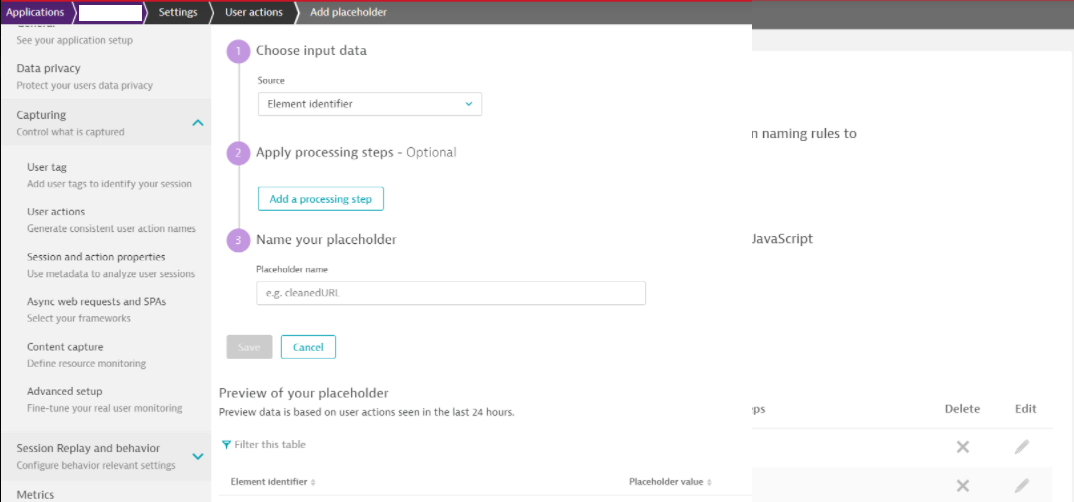 Applications
Settings
User actions
Add placeholder
General
See your application setup
Data privacy
Protect your users data privacy
Capturing
Control what is captured
User tag
Add user tags to identify your session
User actions
Generate consistent user action names
Session and action properties
Use metadata to analyze user sessions
Async web requests and SPAs
Select your frameworks
Content capture
Define resource monitoring
Advanced setup
Fine-tune your real user monitoring
Session Replay and behavior
Configure behavior relevant settings
Metrics
1 Choose input data
Source
Element identifier
2 Apply processing steps - Optional
Add a processing step
3 Name your placeholder
Placeholder name
e.g. cleanedURL
Save
Cancel
Preview of your placeholder
Preview data is based on user actions seen in the last 24 hours.
Filter this table
Element identifier
Placeholder value
n naming rules to
JavaScript
ps
Delete
Edit